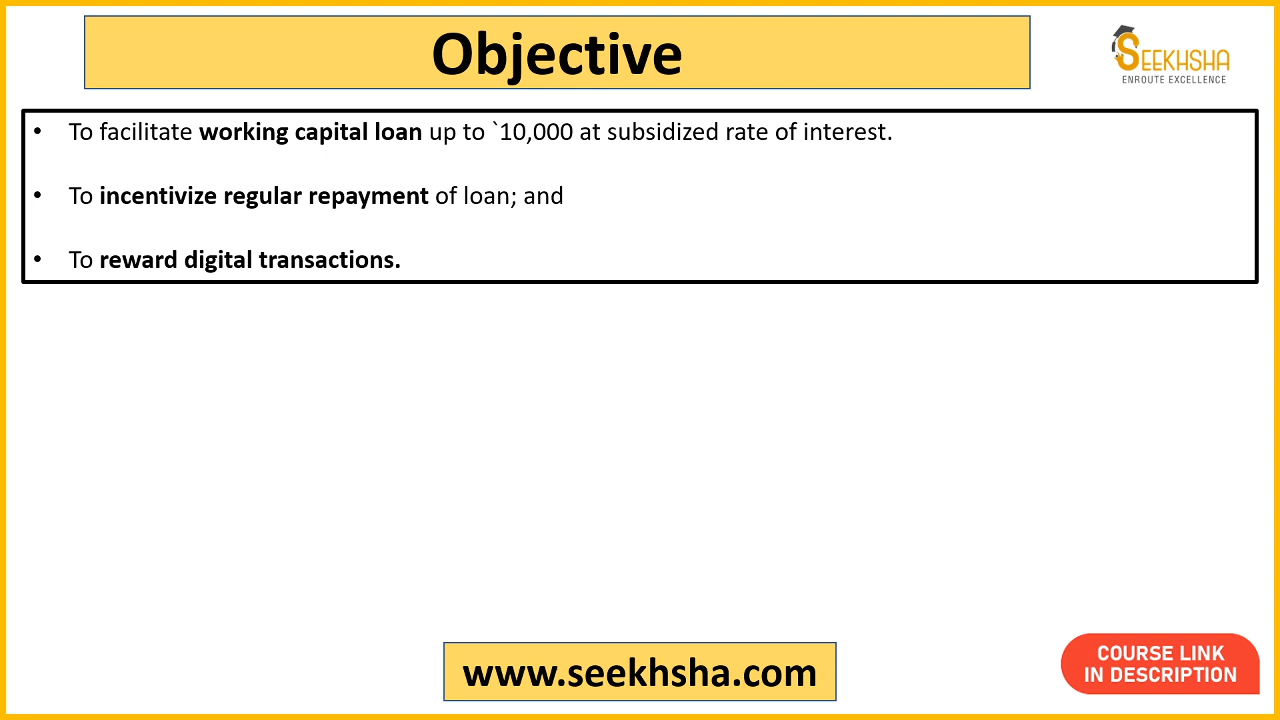 Objective
SEEKHSHA
ENROUTE EXCELLENCE
• To facilitate working capital loan up to `10,000 at subsidized rate of interest.
• To incentivize regular repayment of loan; and
• To reward digital transactions.
www.seekhsha.com
COURSE LINK
IN DESCRIPTION